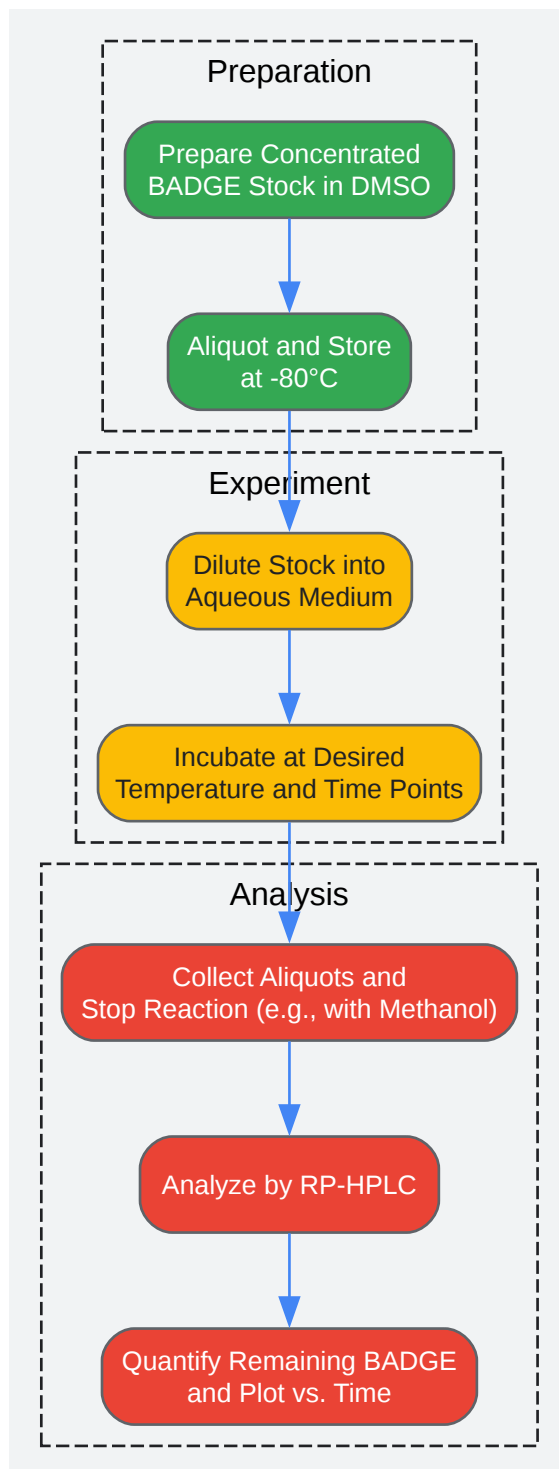 Preparation
Prepare Concentrated
BADGE Stock in DMSO
Aliquot and Store
at -80°C
Experiment
Dilute Stock into
Aqueous Medium
Incubate at Desired
Temperature and Time Points
Analysis
Collect Aliquots and
Stop Reaction (e.g., with Methanol)
Analyze by RP-HPLC
Quantify Remaining BADGE
and Plot vs. Time